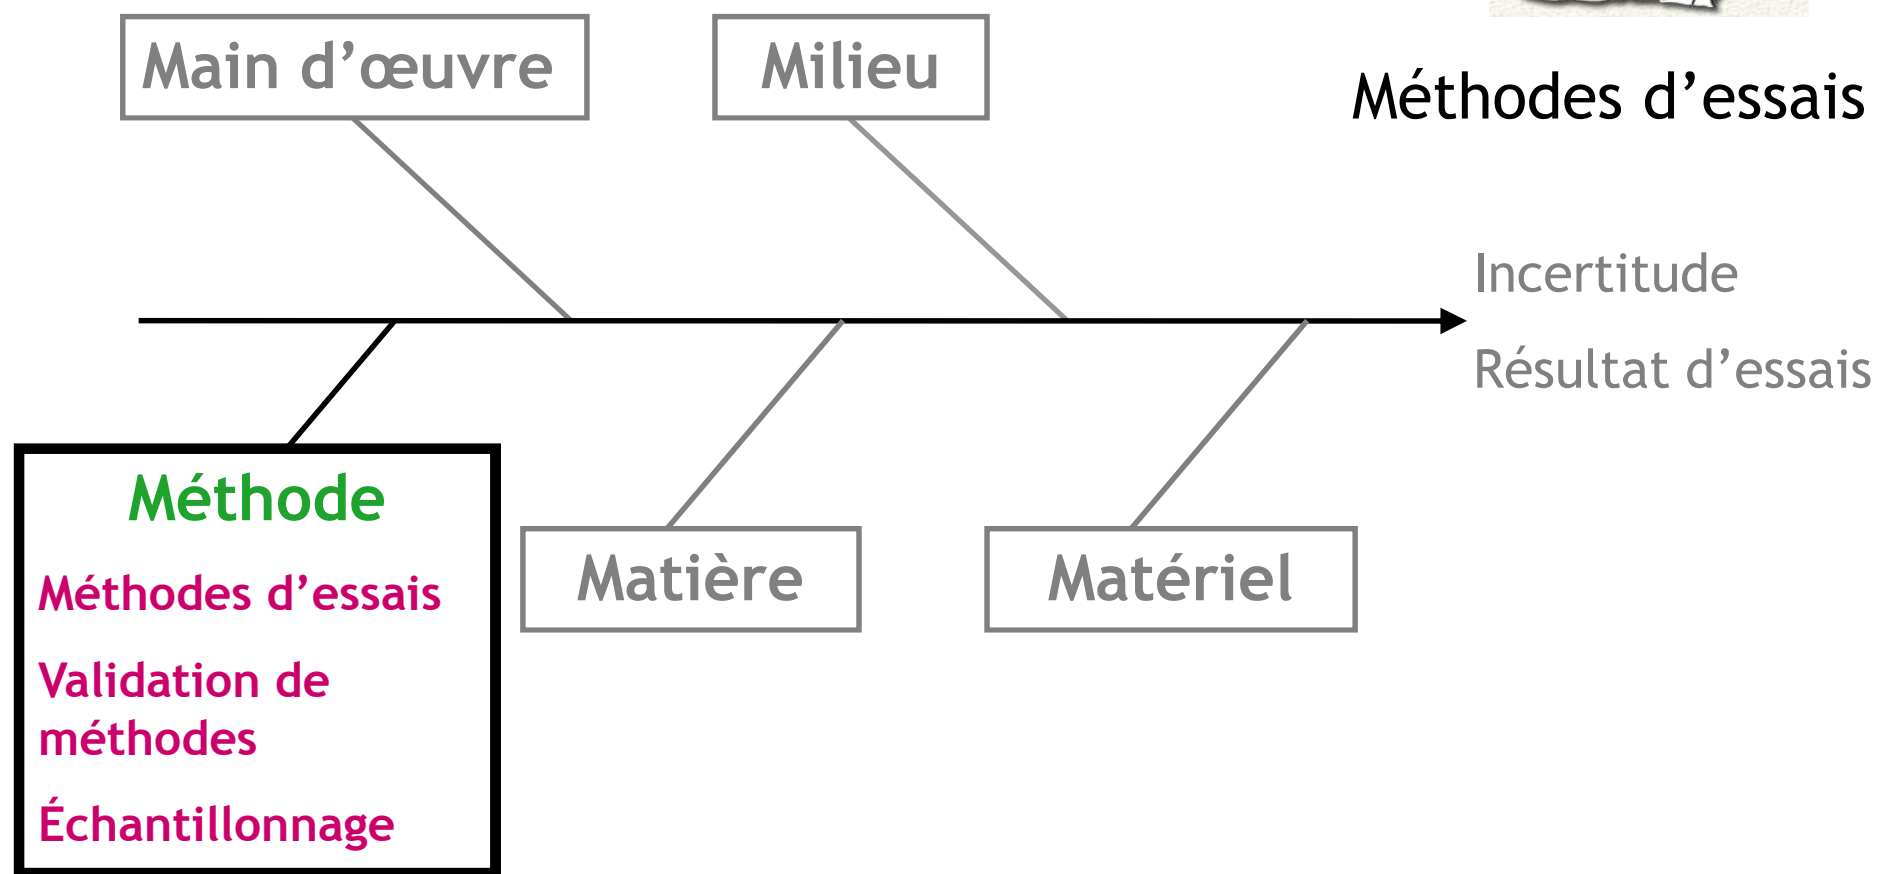 Main d’œuvre
Milieu
Méthodes d’essais
Incertitude
Résultat d’essais
Méthode
Méthodes d’essais
Validation de
méthodes
Échantillonnage
Matière
Matériel